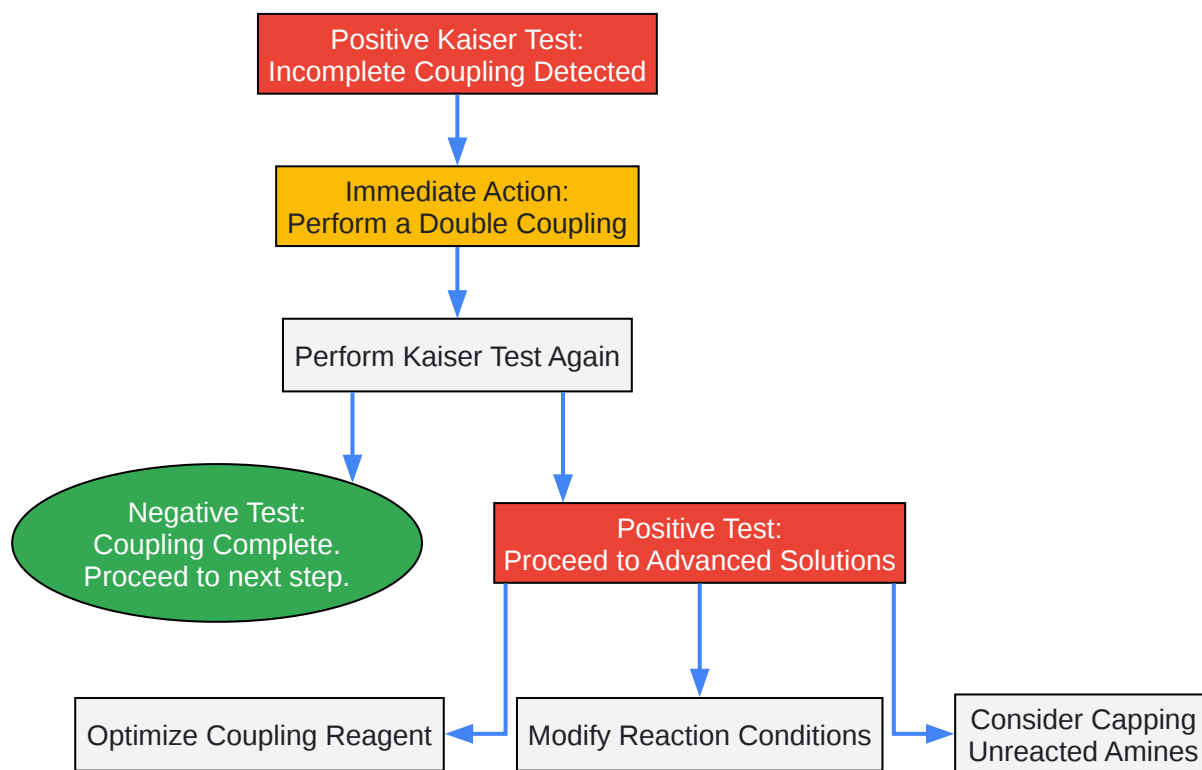 Positive Kaiser Test:
Incomplete Coupling Detected
Immediate Action:
Perform a Double Coupling
Perform Kaiser Test Again
Negative Test:
Coupling Complete.
Proceed to next step.
Positive Test:
Proceed to Advanced Solutions
Optimize Coupling Reagent
Modify Reaction Conditions
Consider Capping
Unreacted Amines